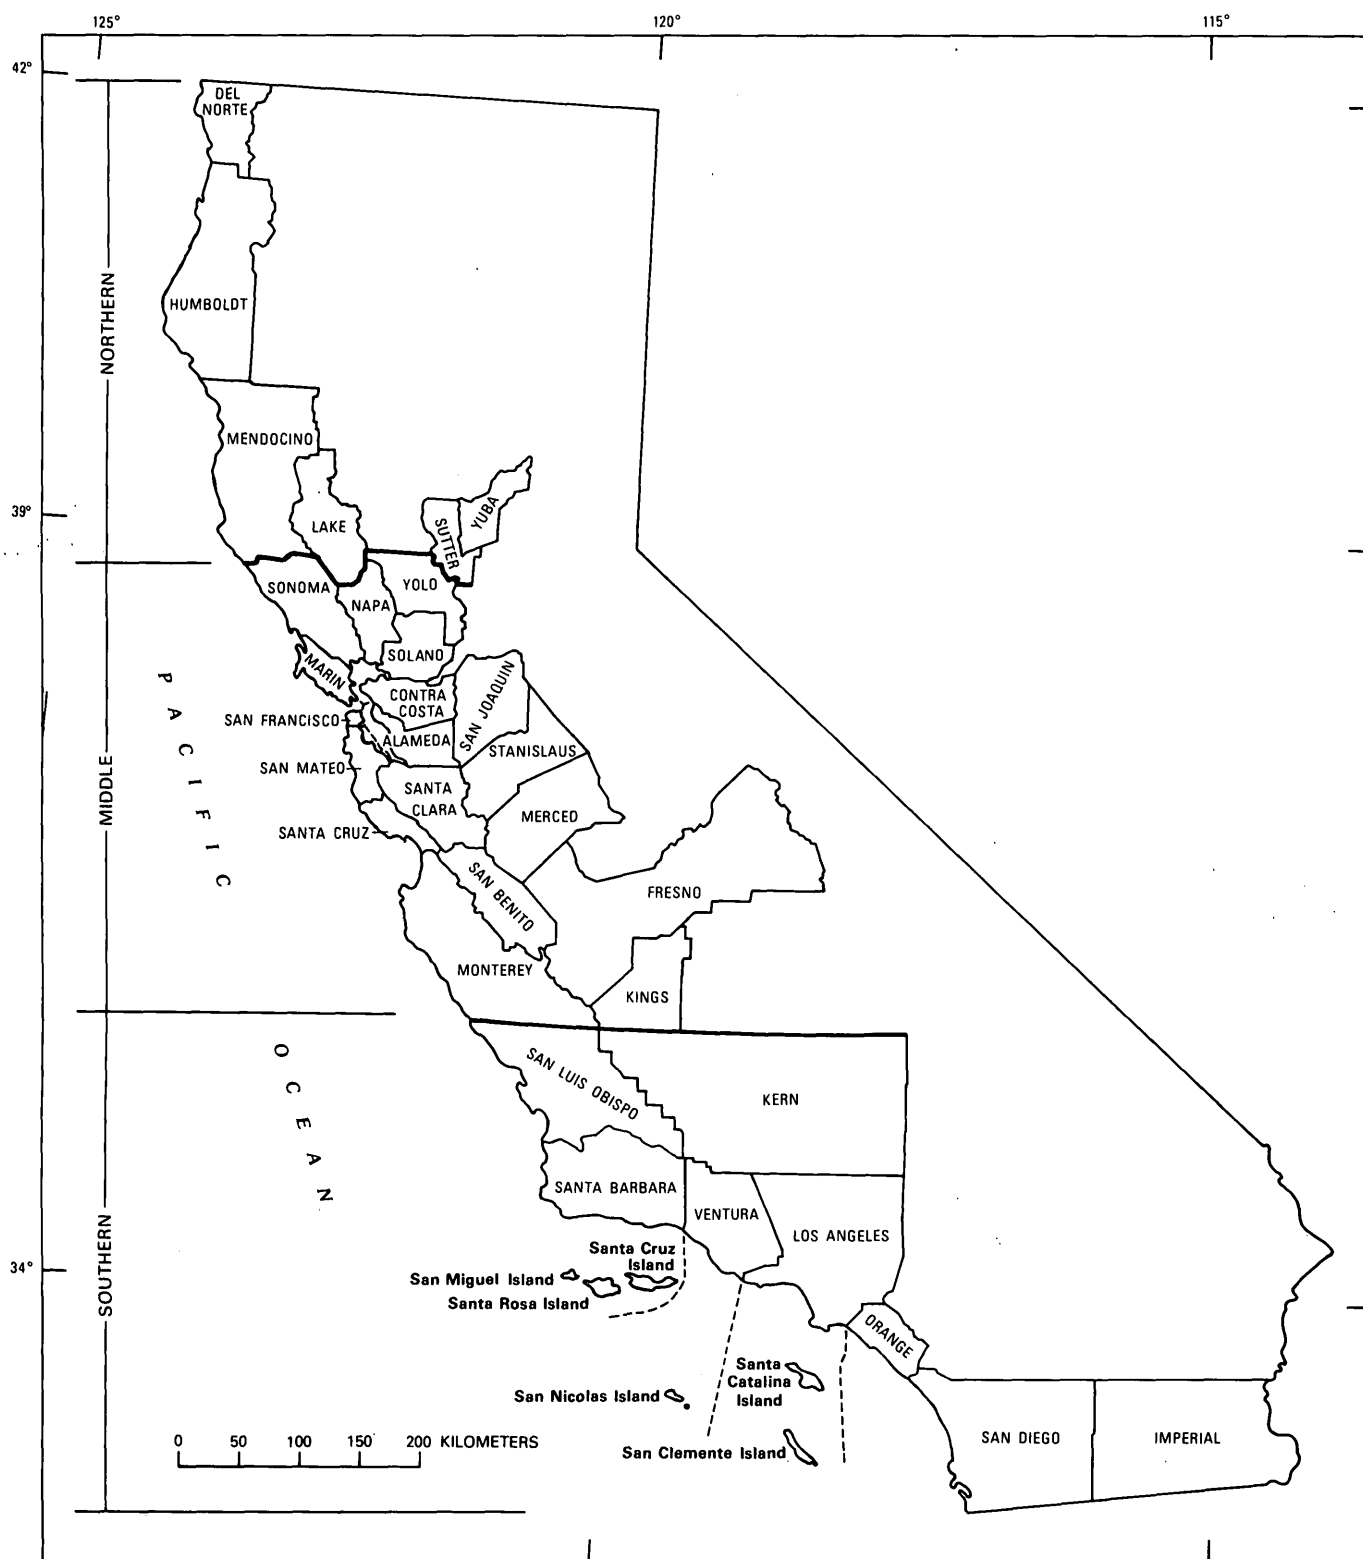 125°
120°
115°
42°
DEL
NORTE
NORTHERN
HUMBOLDT
MENDOCINO
39°
LAKE
SUTTER
YUBA
SONOMA
YOLO
NAPA
SOLANO
MARIN
CONTRA
COSTA
SAN JOAQUIN
SAN FRANCISCO
ALAMEDA
STANISLAUS
SAN MATEO
SANTA
CLARA
MIDDLE
MERCED
SANTA CRUZ
PACIFIC
SAN BENITO
FRESNO
MONTEREY
KINGS
OCEAN
SAN LUIS OBISPO
KERN
SANTA BARBARA
VENTURA
LOS ANGELES
SOUTHERN
34°
Santa Cruz
Island
San Miguel Island
Santa Rosa Island
ORANGE
Santa
Catalina
Island
San Nicolas Island
SAN DIEGO
IMPERIAL
San Clemente Island
0 50 100 150 200 KILOMETERS